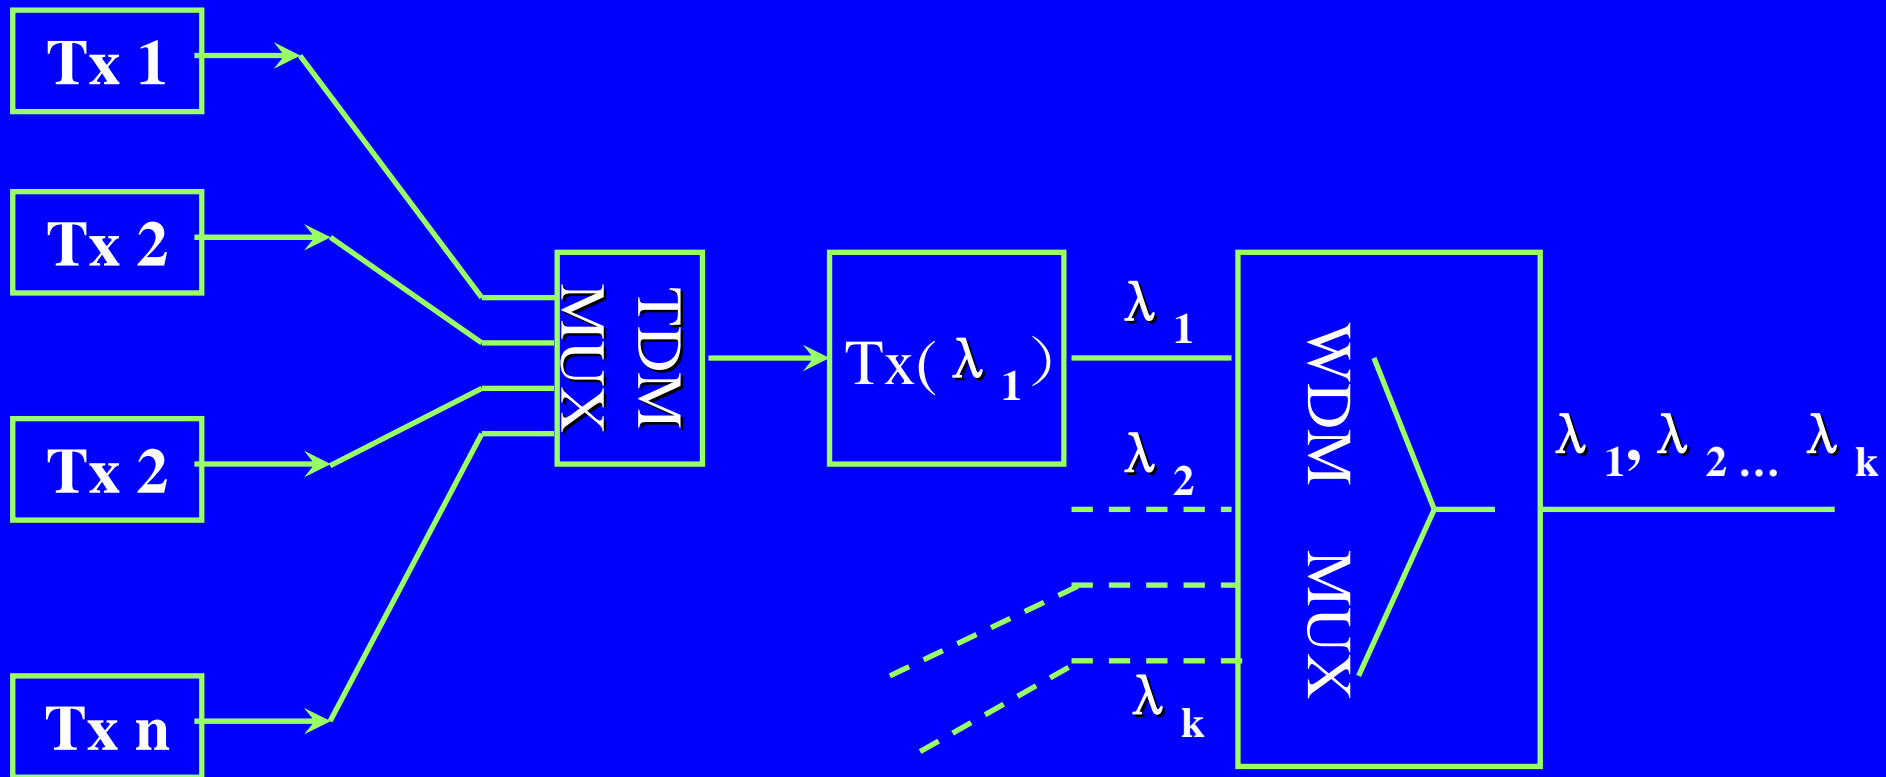 Tx 1
Tx 2
Tx 2
Tx n
TDM
MUX
Tx( λ 1 )
λ 1
λ 2
λ k
WDM MUX
λ 1, λ 2 ... λ k